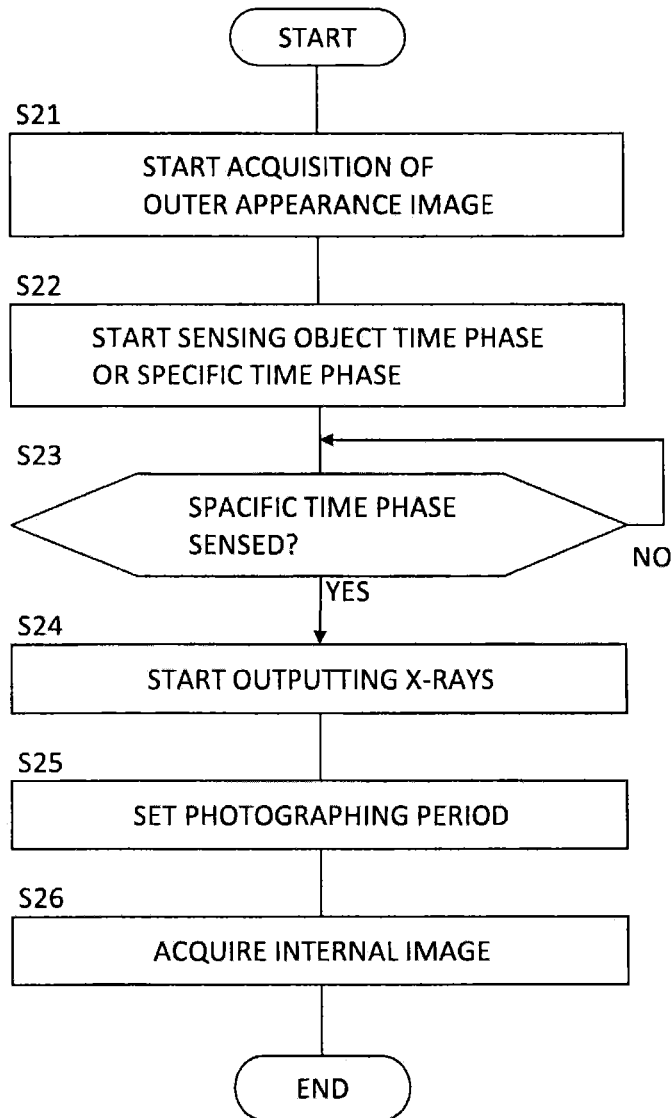 START
S21
START ACQUISITION OF
OUTER APPEARANCE IMAGE
S22
START SENSING OBJECT TIME PHASE
OR SPECIFIC TIME PHASE
S23
SPACIFIC TIME PHASE
SENSED?
NO
YES
S24
START OUTPUTTING X-RAYS
S25
SET PHOTOGRAPHING PERIOD
S26
ACQUIRE INTERNAL IMAGE
END